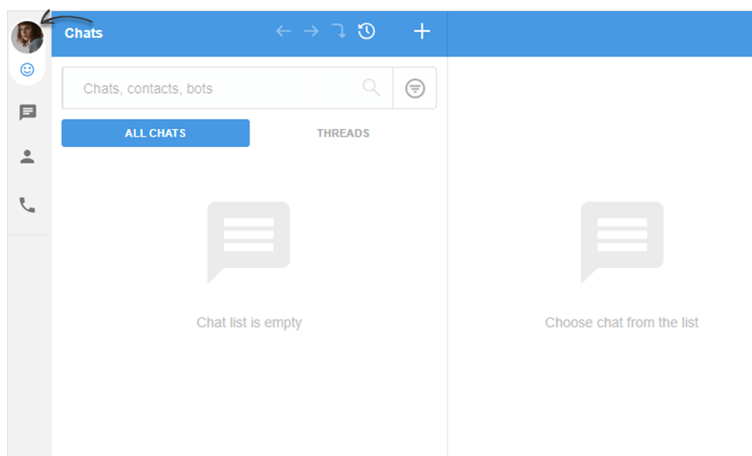 Chats
Chats, contacts, bots
ALL CHATS
THREADS
Chat list is empty
Choose chat from the list